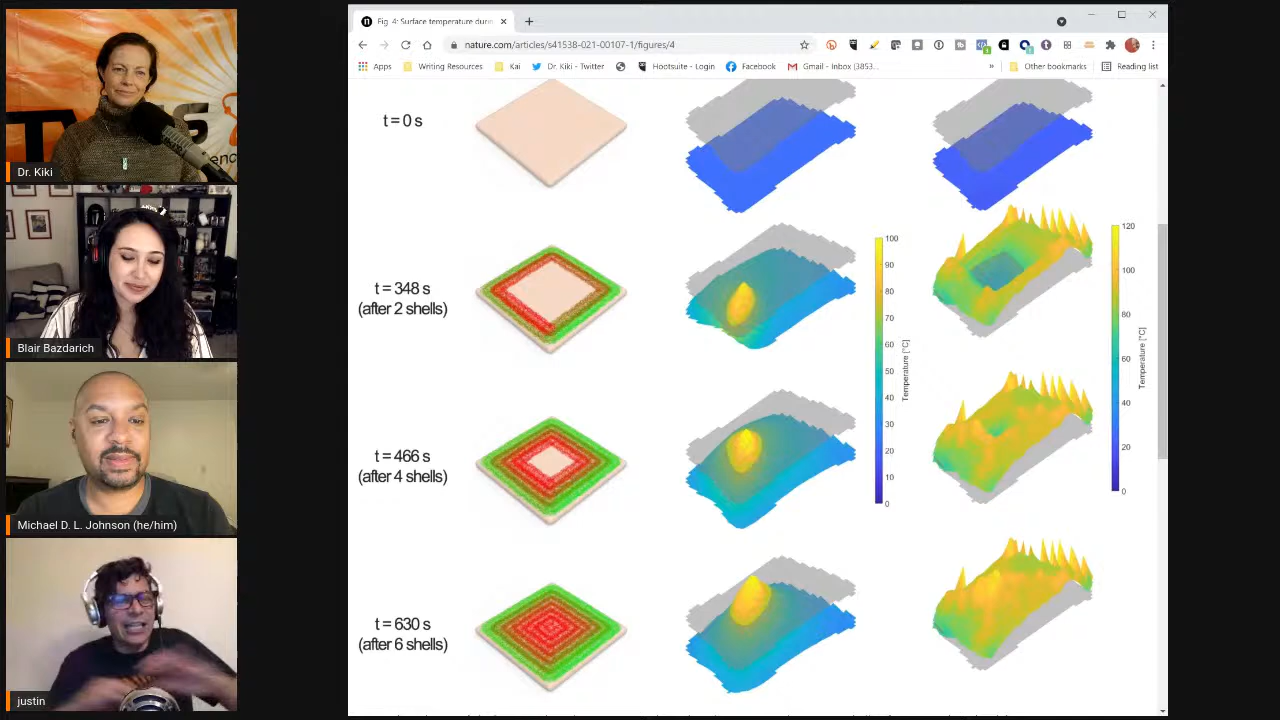 Dr. Kiki
Blair Bazdarich
Michael D. L. Johnson (he/him)
justin
Fig. 4: Surface temperature durin
nature.com/articles/s41538-021-00107-1/figures/4
Apps
Writing Resources
Kai
Dr. Kiki - Twitter
Hootsuite - Login
Facebook
Gmail - Inbox (3853...
»
Other bookmarks
Reading list
t = 0 s
t = 348 s
(after 2 shells)
t = 466 s
(after 4 shells)
t = 630 s
(after 6 shells)
100
90
80
70
60
50
40
30
20
10
0
Temperature [°C]
120
100
80
60
40
20
0
Temperature [°C]